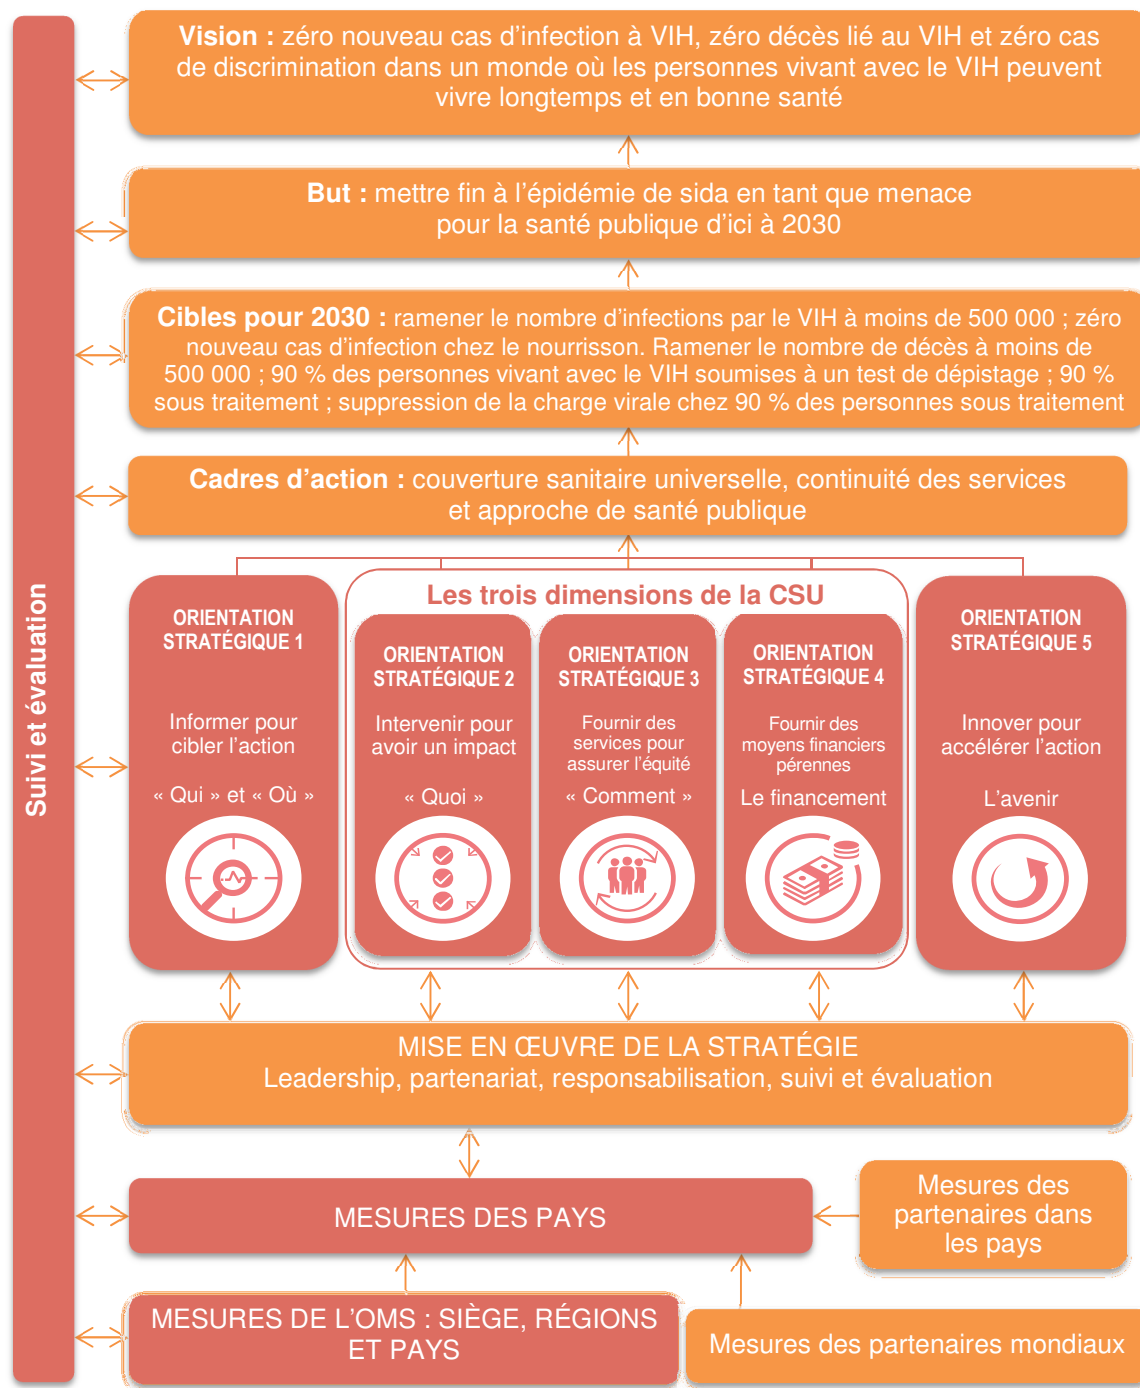 Suivi et évaluation
Vision : zéro nouveau cas d’infection à VIH, zéro décès lié au VIH et zéro cas
de discrimination dans un monde où les personnes vivant avec le VIH peuvent
vivre longtemps et en bonne santé
But : mettre fin à l’épidémie de sida en tant que menace
pour la santé publique d’ici à 2030
Cibles pour 2030 : ramener le nombre d’infections par le VIH à moins de 500 000 ; zéro
nouveau cas d’infection chez le nourrisson. Ramener le nombre de décès à moins de
500 000 ; 90 % des personnes vivant avec le VIH soumises à un test de dépistage ; 90 %
sous traitement ; suppression de la charge virale chez 90 % des personnes sous traitement
Cadres d’action : couverture sanitaire universelle, continuité des services
et approche de santé publique
Les trois dimensions de la CSU
ORIENTATION
STRATÉGIQUE 1
Informer pour
cibler l’action
« Qui » et « Où »
ORIENTATION
STRATÉGIQUE 2
Intervenir pour
avoir un impact
« Quoi »
ORIENTATION
STRATÉGIQUE 3
Fournir des
services pour
assurer l’équité
« Comment »
ORIENTATION
STRATÉGIQUE 4
Fournir des
moyens financiers
pérennes
Le financement
ORIENTATION
STRATÉGIQUE 5
Innover pour
accélérer l’action
L’avenir
MISE EN ŒUVRE DE LA STRATÉGIE
Leadership, partenariat, responsabilisation, suivi et évaluation
MESURES DES PAYS
Mesures des
partenaires dans
les pays
MESURES DE L’OMS : SIÈGE, RÉGIONS
ET PAYS
Mesures des partenaires mondiaux